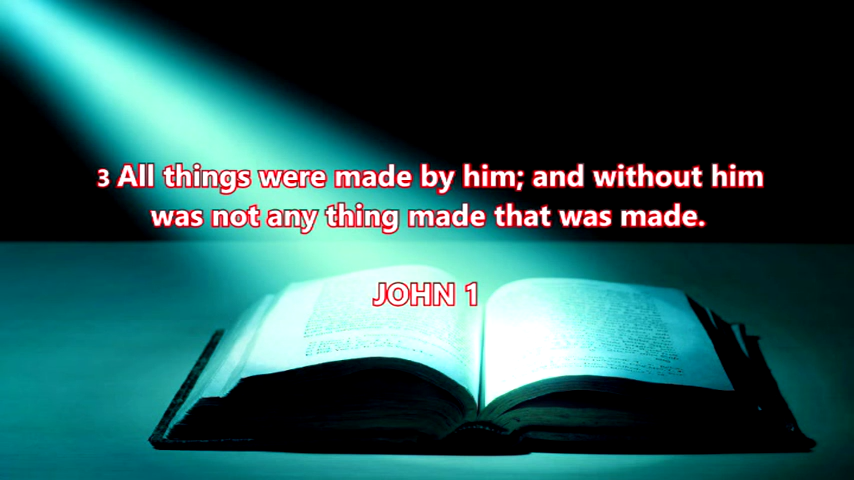 3 All things were made by him; and without him
was not any thing made that was made.
JOHN 1